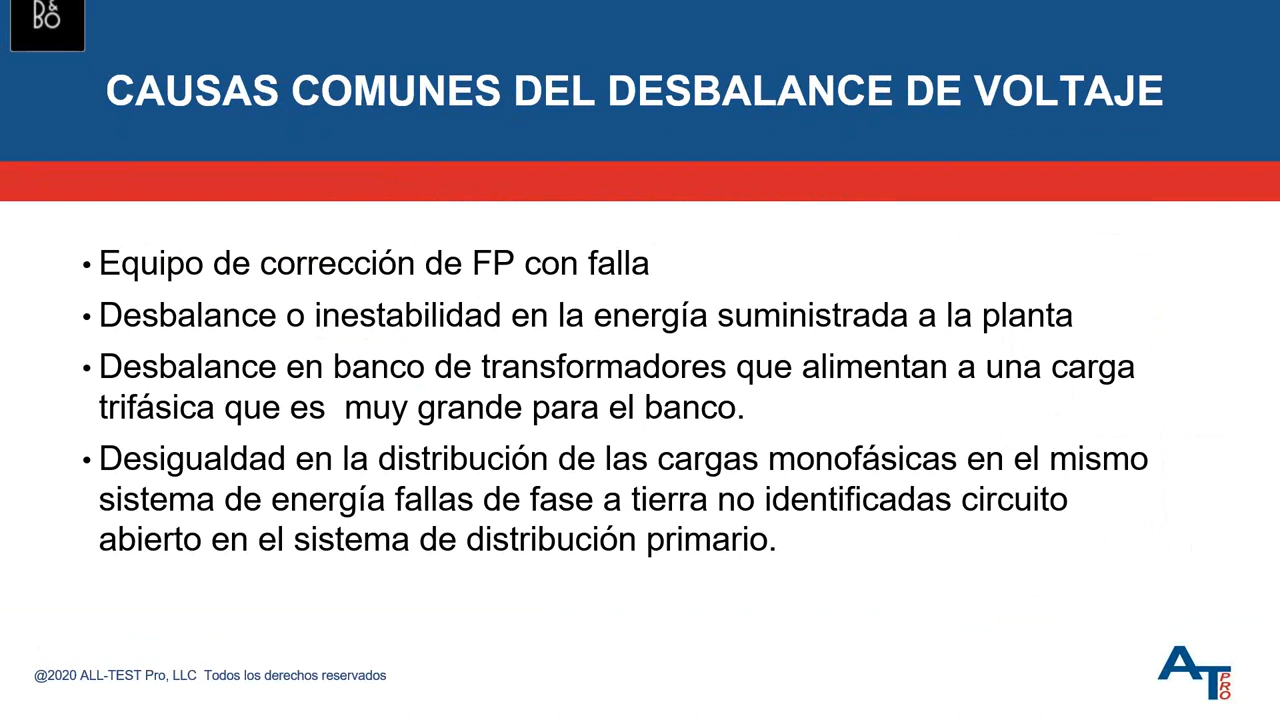 D&
BO
CAUSAS COMUNES DEL DESBALANCE DE VOLTAJE
• Equipo de corrección de FP con falla
• Desbalance o inestabilidad en la energía suministrada a la planta
• Desbalance en banco de transformadores que alimentan a una carga
trifásica que es  muy grande para el banco.
• Desigualdad en la distribución de las cargas monofásicas en el mismo
sistema de energía fallas de fase a tierra no identificadas circuito
abierto en el sistema de distribución primario.
@2020 ALL-TEST Pro, LLC  Todos los derechos reservados
AT PRO